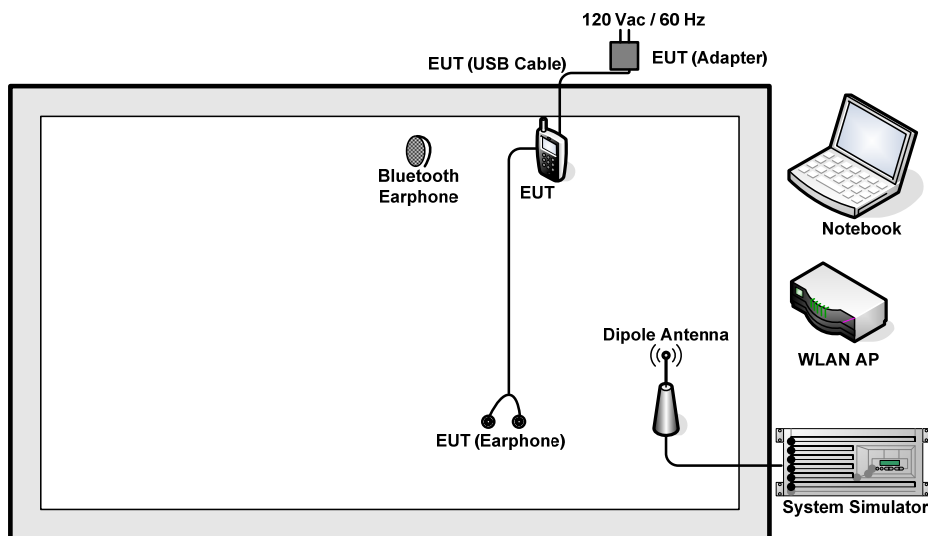 120 Vac / 60 Hz
EUT (USB Cable)
EUT (Adapter)
Bluetooth
Earphone
EUT
Notebook
Dipole Antenna
WLAN AP
EUT (Earphone)
System Simulator